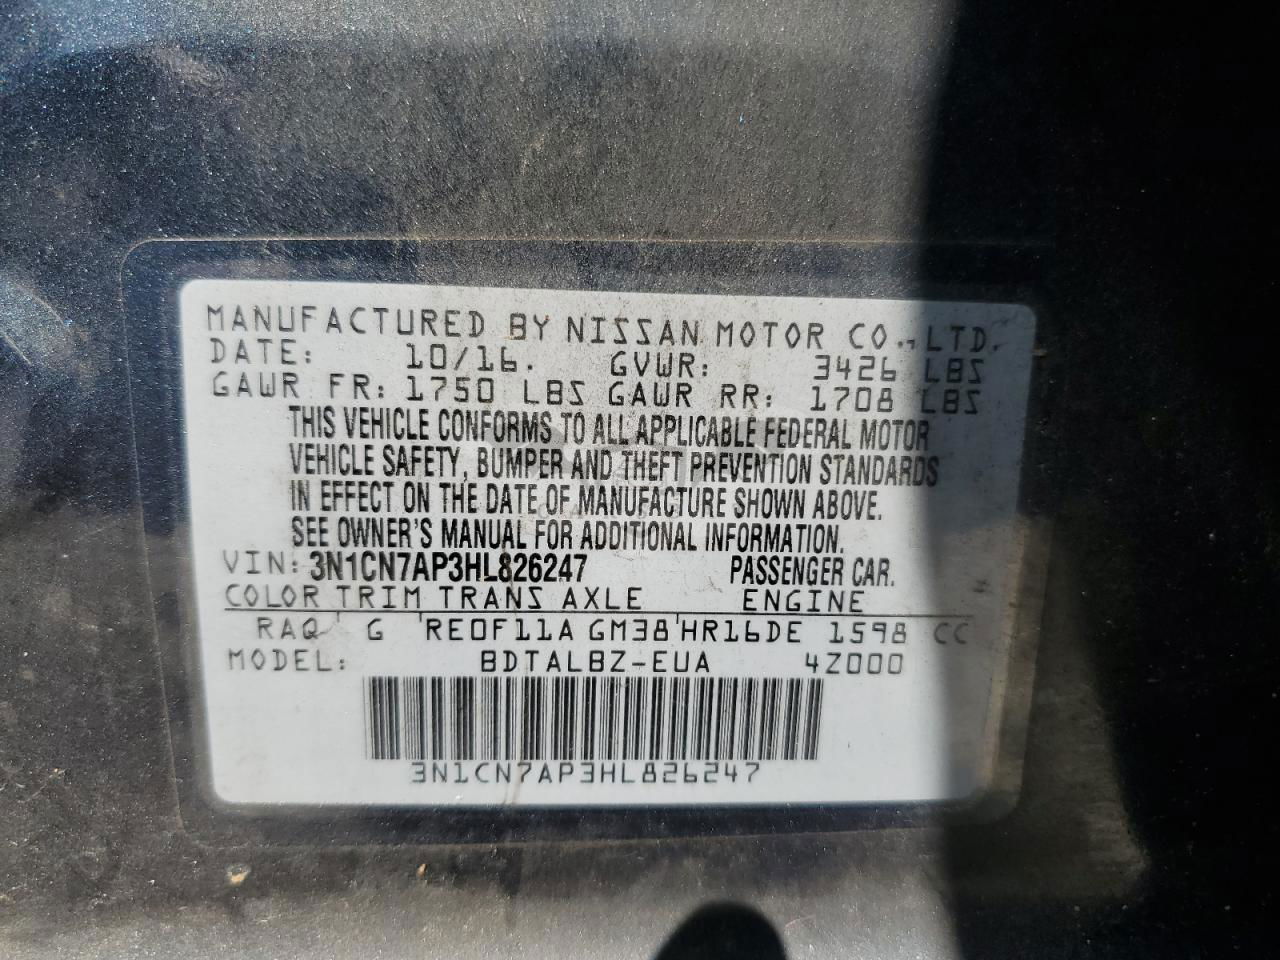 MANUFACTURED BY NISSAN MOTOR CO., LTD.
DATE: 10/16. GVWR: 3426 LBS
GAWR FR: 1750 LBS GAWR RR: 1708 LBS
THIS VEHICLE CONFORMS TO ALL APPLICABLE FEDERAL MOTOR
VEHICLE SAFETY, BUMPER AND THEFT PREVENTION STANDARDS
IN EFFECT ON THE DATE OF MANUFACTURE SHOWN ABOVE.
SEE OWNER'S MANUAL FOR ADDITIONAL INFORMATION.
VIN: 3N1CN7AP3HL826247 PASSENGER CAR.
COLOR TRIM TRANS AXLE ENGINE
RAQ G RE0F11A GM38 HR16DE 1598 CC
MODEL: BDTALBZ-EUA 4Z000
3N1CN7AP3HL826247